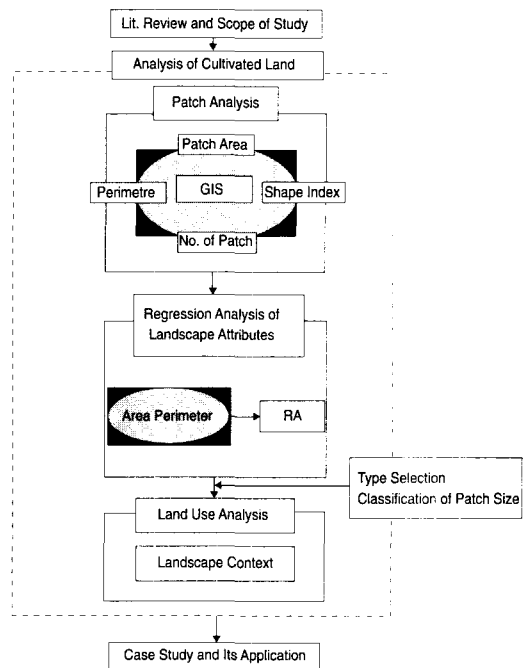 Lit. Review and Scope of Study
Analysis of Cultivated Land
Patch Analysis
Patch Area
Perimetre
GIS
Shape Index
No. of Patch
Regression Analysis of
Landscape Attributes
Area Perimeter
RA
Type Selection
Classification of Patch Size
Land Use Analysis
Landscape Context
Case Study and Its Application